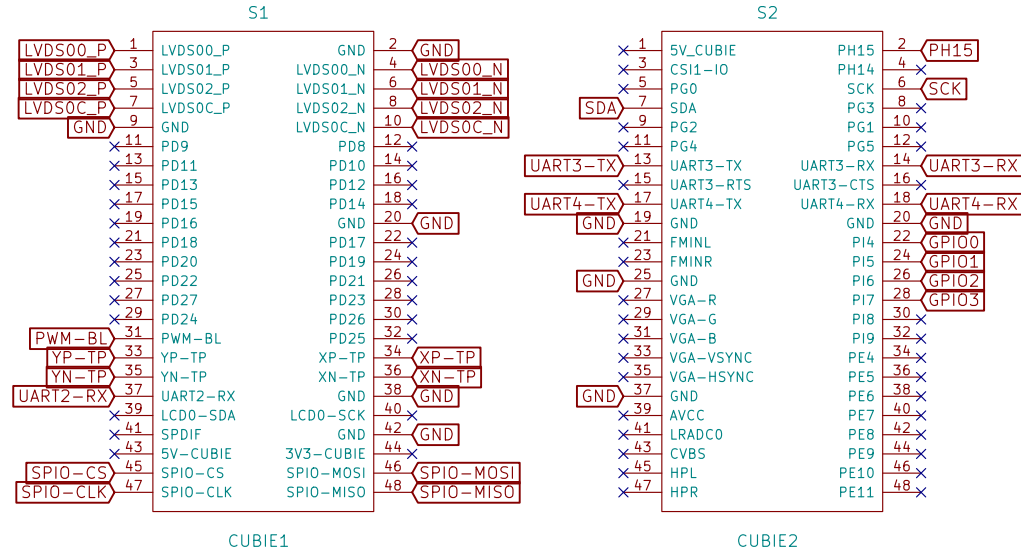 S1 S2
LVDS00_P 1 LVDS00_P GND 2 GND 1 5V_CUBIE PH15 2 PH15
LVDS01_P 3 LVDS01_P LVDS00_N 4 LVDS00_N 3 CSI1-IO PH14 4
LVDS02_P 5 LVDS02_P LVDS01_N 6 LVDS01_N 5 PG0 SCK 6 SCK
LVDS0C_P 7 LVDS0C_P LVDS02_N 8 LVDS02_N SDA 7 SDA PG3 8
GND 9 GND LVDS0C_N 10 LVDS0C_N 9 PG2 PG1 10
11 PD9 PD8 12 11 PG4 PG5 12
13 PD11 PD10 14 UART3-TX 13 UART3-TX UART3-RX 14 UART3-RX
15 PD13 PD12 16 15 UART3-RTS UART3-CTS 16
17 PD15 PD14 18 UART4-TX 17 UART4-TX UART4-RX 18 UART4-RX
19 PD16 GND 20 GND GND 19 GND GND 20 GND
21 PD18 PD17 22 21 FMINL PI4 22 GPIO0
23 PD20 PD19 24 23 FMINR PI5 24 GPIO1
25 PD22 PD21 26 GND 25 GND PI6 26 GPIO2
27 PD27 PD23 28 27 VGA-R PI7 28 GPIO3
29 PD24 PD26 30 29 VGA-G PI8 30
PWM-BL 31 PWM-BL PD25 32 31 VGA-B PI9 32
YP-TP 33 YP-TP XP-TP 34 XP-TP 33 VGA-VSYNC PE4 34
YN-TP 35 YN-TP XN-TP 36 XN-TP 35 VGA-HSYNC PE5 36
UART2-RX 37 UART2-RX GND 38 GND GND 37 GND PE6 38
39 LCD0-SDA LCD0-SCK 40 39 AVCC PE7 40
41 SPDIF GND 42 GND 41 LRADC0 PE8 42
43 5V-CUBIE 3V3-CUBIE 44 43 CVBS PE9 44
SPIO-CS 45 SPIO-CS SPIO-MOSI 46 SPIO-MOSI 45 HPL PE10 46
SPIO-CLK 47 SPIO-CLK SPIO-MISO 48 SPIO-MISO 47 HPR PE11 48
CUBIE1 CUBIE2